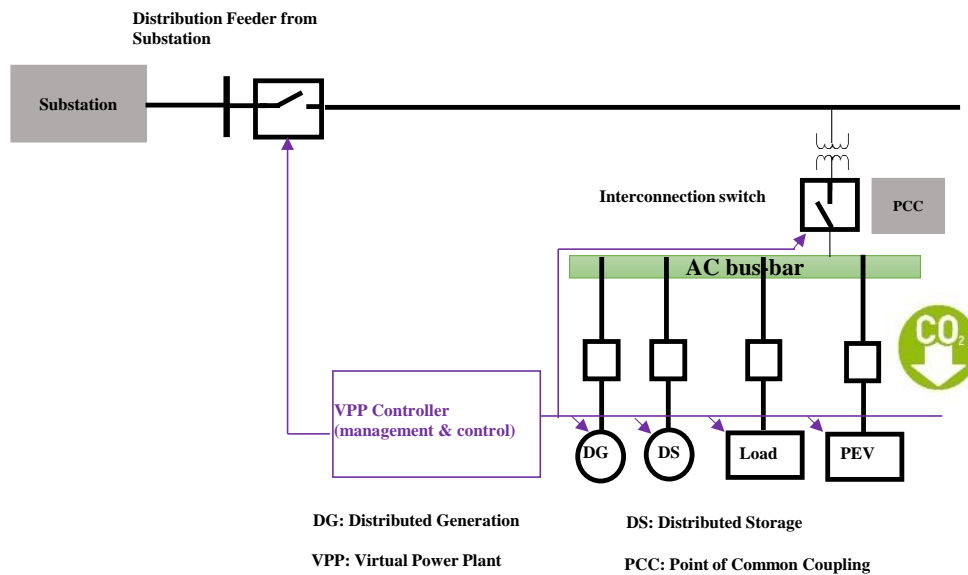 Distribution Feeder from
Substation
Substation
Interconnection switch
PCC
AC bus-bar
CO2
VPP Controller
(management & control)
DG
DS
Load
PEV
DG: Distributed Generation
DS: Distributed Storage
VPP: Virtual Power Plant
PCC: Point of Common Coupling